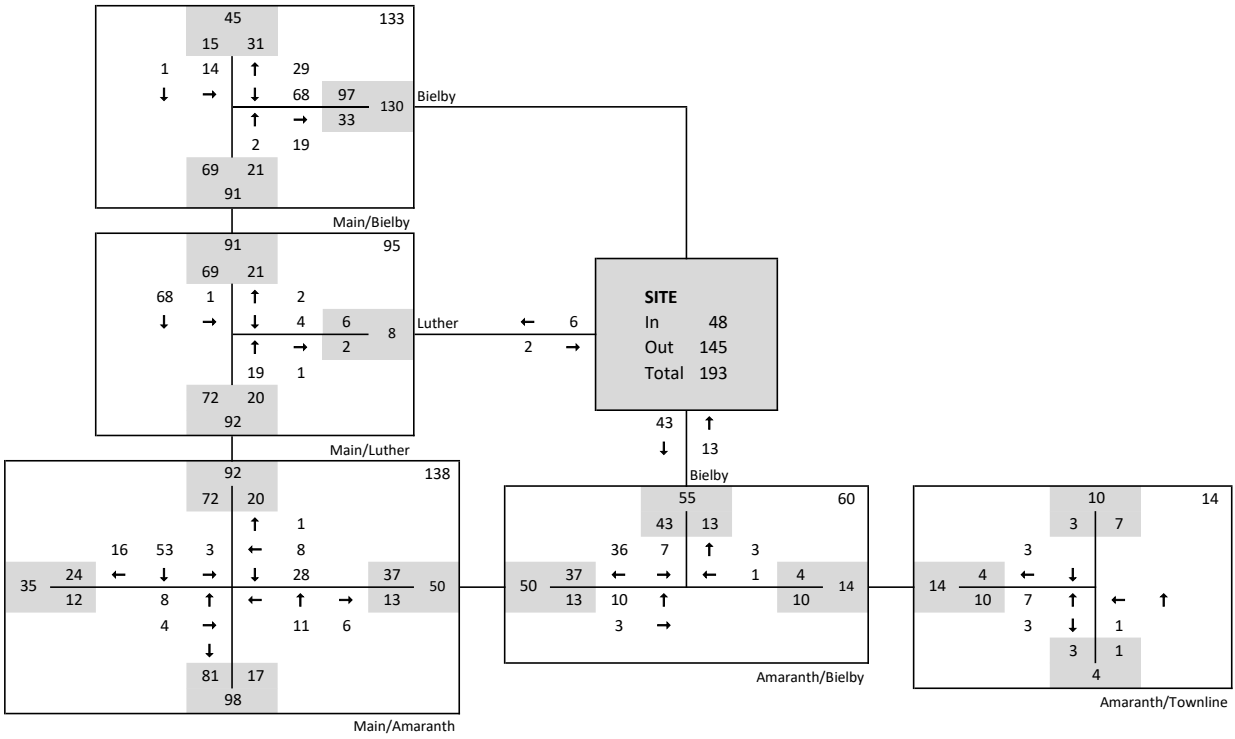 45 133
15 31
1 14 ↑ 29
↓ → ↓ 68 97 130 Bielby
↑ → 33
2 19
69 21
91
Main/Bielby
91 95
69 21
68 1 ↑ 2
↓ → ↓ 4 6 8 Luther ← 6
↑ → 2 2 →
19 1
72 20
92
Main/Luther
SITE
In 48
Out 145
Total 193
43 ↑
↓ 13
Bielby
92 138
72 20
↑ 1
16 53 3 ← 8
35 24 ← ↓ → ↓ 28 37 50
12 8 ↑ ← ↑ → 13
4 → 11 6
↓
81 17
98
Main/Amaranth
55 60
43 13
36 7 ↑ 3
50 37 ← → ← 1 4 14
13 10 ↑ 10
3 →
Amaranth/Bielby
10 14
3 7
3
14 4 ← ↓
10 7 ↑ ← ↑
3 ↓ 1
3 1
4
Amaranth/Townline